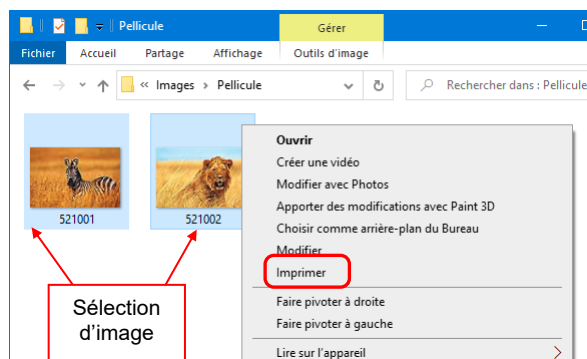 Pellicule
Gérer
Fichier Accueil Partage Affichage Outils d'image
« Images › Pellicule
Rechercher dans : Pellicule
521001
521002
Ouvrir
Créer une vidéo
Modifier avec Photos
Apporter des modifications avec Paint 3D
Choisir comme arrière-plan du Bureau
Modifier
Imprimer
Faire pivoter à droite
Faire pivoter à gauche
Lire sur l'appareil
Sélection
d'image